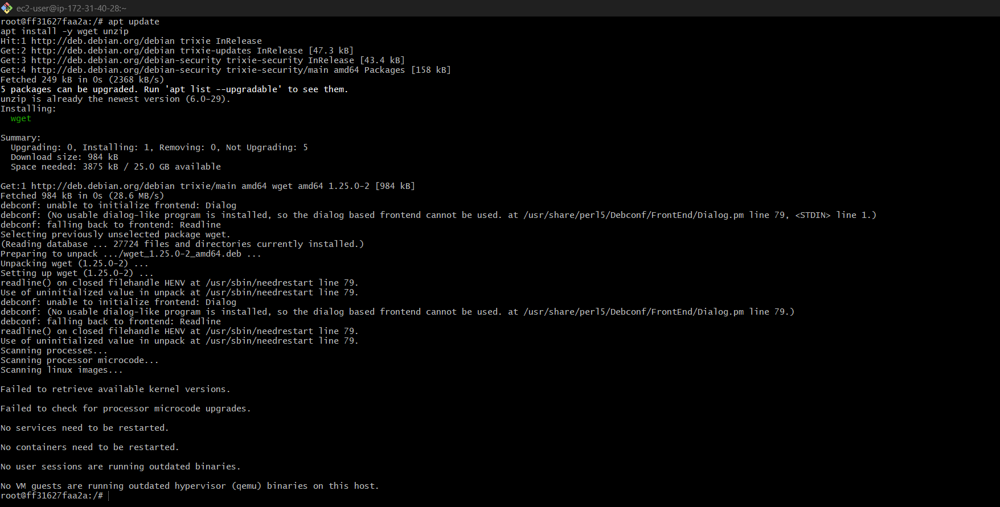 ec2-user@ip-172-31-40-28:~
root@ff31627faa2a:/# apt update
apt install -y wget unzip
Hit:1 http://deb.debian.org/debian trixie InRelease
Get:2 http://deb.debian.org/debian trixie-updates InRelease [47.3 kB]
Get:3 http://deb.debian.org/debian-security trixie-security InRelease [43.4 kB]
Get:4 http://deb.debian.org/debian-security trixie-security/main amd64 Packages [158 kB]
Fetched 249 kB in 0s (2368 kB/s)
5 packages can be upgraded. Run 'apt list --upgradable' to see them.
unzip is already the newest version (6.0-29).
Installing:
  wget

Summary:
  Upgrading: 0, Installing: 1, Removing: 0, Not Upgrading: 5
  Download size: 984 kB
  Space needed: 3875 kB / 25.0 GB available

Get:1 http://deb.debian.org/debian trixie/main amd64 wget amd64 1.25.0-2 [984 kB]
Fetched 984 kB in 0s (28.6 MB/s)
debconf: unable to initialize frontend: Dialog
debconf: (No usable dialog-like program is installed, so the dialog based frontend cannot be used. at /usr/share/perl5/Debconf/FrontEnd/Dialog.pm line 79, <STDIN> line 1.)
debconf: falling back to frontend: Readline
Selecting previously unselected package wget.
(Reading database ... 27724 files and directories currently installed.)
Preparing to unpack .../wget_1.25.0-2_amd64.deb ...
Unpacking wget (1.25.0-2) ...
Setting up wget (1.25.0-2) ...
readline() on closed filehandle HENV at /usr/sbin/needrestart line 79.
Use of uninitialized value in unpack at /usr/sbin/needrestart line 79.
debconf: unable to initialize frontend: Dialog
debconf: (No usable dialog-like program is installed, so the dialog based frontend cannot be used. at /usr/share/perl5/Debconf/FrontEnd/Dialog.pm line 79.)
debconf: falling back to frontend: Readline
readline() on closed filehandle HENV at /usr/sbin/needrestart line 79.
Use of uninitialized value in unpack at /usr/sbin/needrestart line 79.
Scanning processes...
Scanning processor microcode...
Scanning linux images...

Failed to retrieve available kernel versions.

Failed to check for processor microcode upgrades.

No services need to be restarted.

No containers need to be restarted.

No user sessions are running outdated binaries.

No VM guests are running outdated hypervisor (qemu) binaries on this host.
root@ff31627faa2a:/#